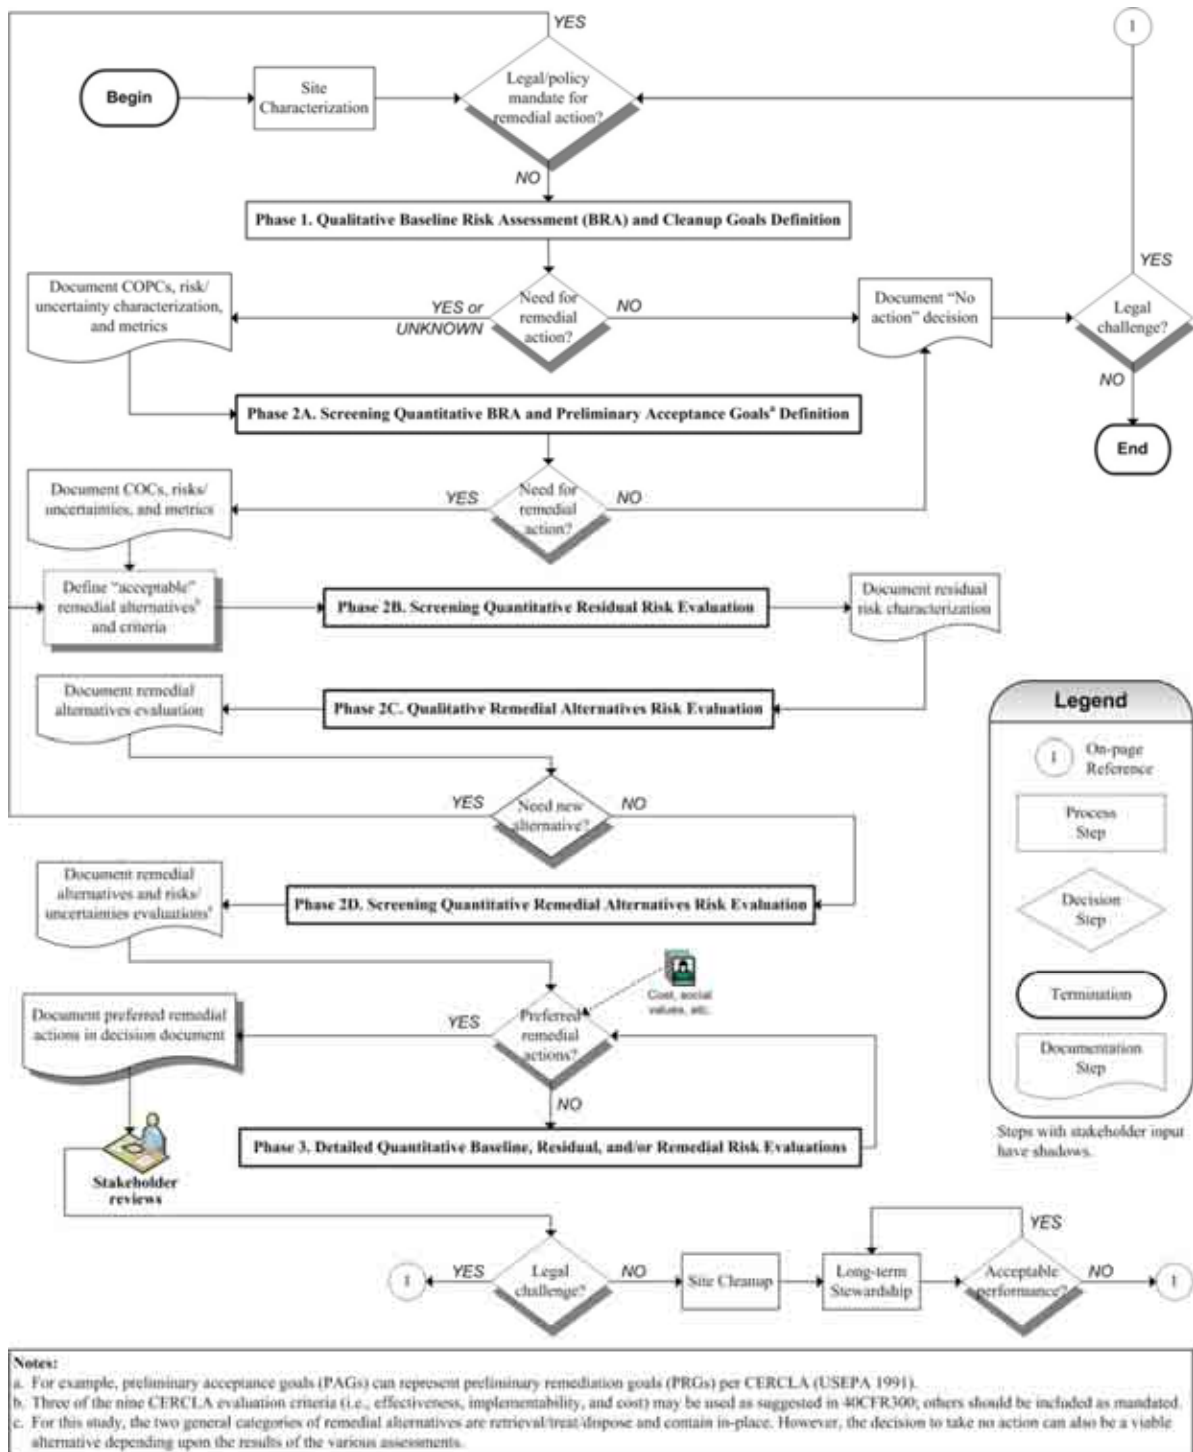 YES
1
Legal/policy
mandate for
remedial action?
Begin
Site
Characterization
NO
Phase 1. Qualitative Baseline Risk Assessment (BRA) and Cleanup Goals Definition
Document COPCs, risk/
uncertainty characterization,
and metrics
YES or
UNKNOWN
Need for
remedial
action?
NO
Document “No
action” decision
YES
Legal
challenge?
NO
End
Phase 2A. Screening Quantitative BRA and Preliminary Acceptance Goalsᵃ Definition
Document COCs, risks/
uncertainties, and metrics
YES
Need for
remedial
action?
NO
Define “acceptable”
remedial alternativesᵇ
and criteria
Phase 2B. Screening Quantitative Residual Risk Evaluation
Document residual
risk characterization
Document remedial
alternatives evaluation
Phase 2C. Qualitative Remedial Alternatives Risk Evaluation
YES
Need new
alternative?
NO
Document remedial
alternatives and risks/
uncertainties evaluationsᶜ
Phase 2D. Screening Quantitative Remedial Alternatives Risk Evaluation
Cost, social
values, etc.
Document preferred remedial
actions in decision document
YES
Preferred
remedial
actions?
NO
Phase 3. Detailed Quantitative Baseline, Residual, and/or Remedial Risk Evaluations
Stakeholder
reviews
1
YES
Legal
challenge?
NO
Site Cleanup
Long-term
Stewardship
YES
Acceptable
performance?
NO
1
Legend
1
On-page
Reference
Process
Step
Decision
Step
Termination
Documentation
Step
Steps with stakeholder input
have shadows.
Notes:
a. For example, preliminary acceptance goals (PAGs) can represent preliminary remediation goals (PRGs) per CERCLA (USEPA 1991).
b. Three of the nine CERCLA evaluation criteria (i.e., effectiveness, implementability, and cost) may be used as suggested in 40CFR300; others should be included as mandated.
c. For this study, the two general categories of remedial alternatives are retrieval/treat/dispose and contain in-place. However, the decision to take no action can also be a viable
alternative depending upon the results of the various assessments.